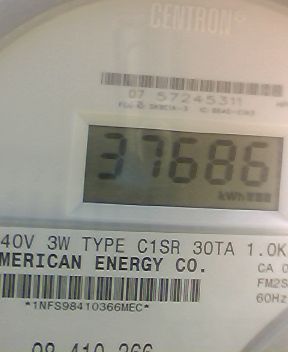 CENTRON
07 57245311
37686
kWh
40V 3W TYPE C1SR 30TA 1.0K
MERICAN ENERGY CO.
CA 0
FM2S
60Hz
*1NFS98410366MEC*
98 410 366